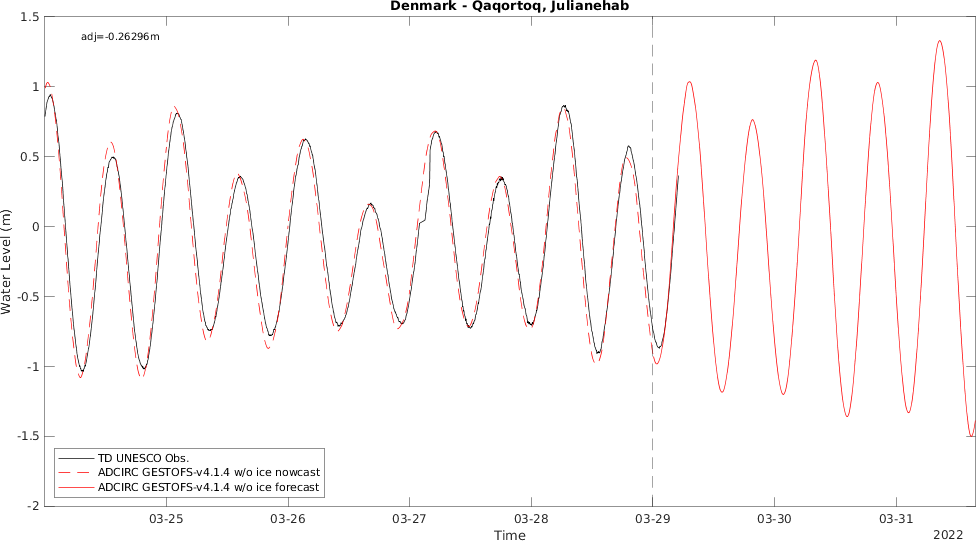 Denmark - Qaqortoq, Julianehab
adj=-0.26296m
1.5
1
0.5
0
-0.5
-1
-1.5
-2
Water Level (m)
TD UNESCO Obs.
ADCIRC GESTOFS-v4.1.4 w/o ice nowcast
ADCIRC GESTOFS-v4.1.4 w/o ice forecast
03-25 03-26 03-27 03-28 03-29 03-30 03-31
Time
2022